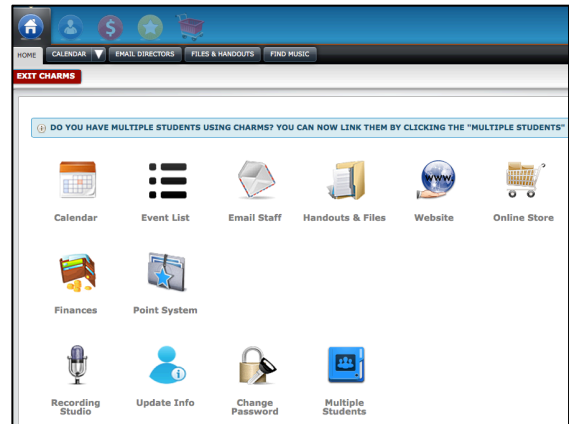 HOME
CALENDAR
EMAIL DIRECTORS
FILES & HANDOUTS
FIND MUSIC
EXIT CHARMS
DO YOU HAVE MULTIPLE STUDENTS USING CHARMS? YOU CAN NOW LINK THEM BY CLICKING THE "MULTIPLE STUDENTS"
WWW.
Calendar
Event List
Email Staff
Handouts & Files
Website
Online Store
Finances
Point System
Recording
Studio
Update Info
Change
Password
Multiple
Students